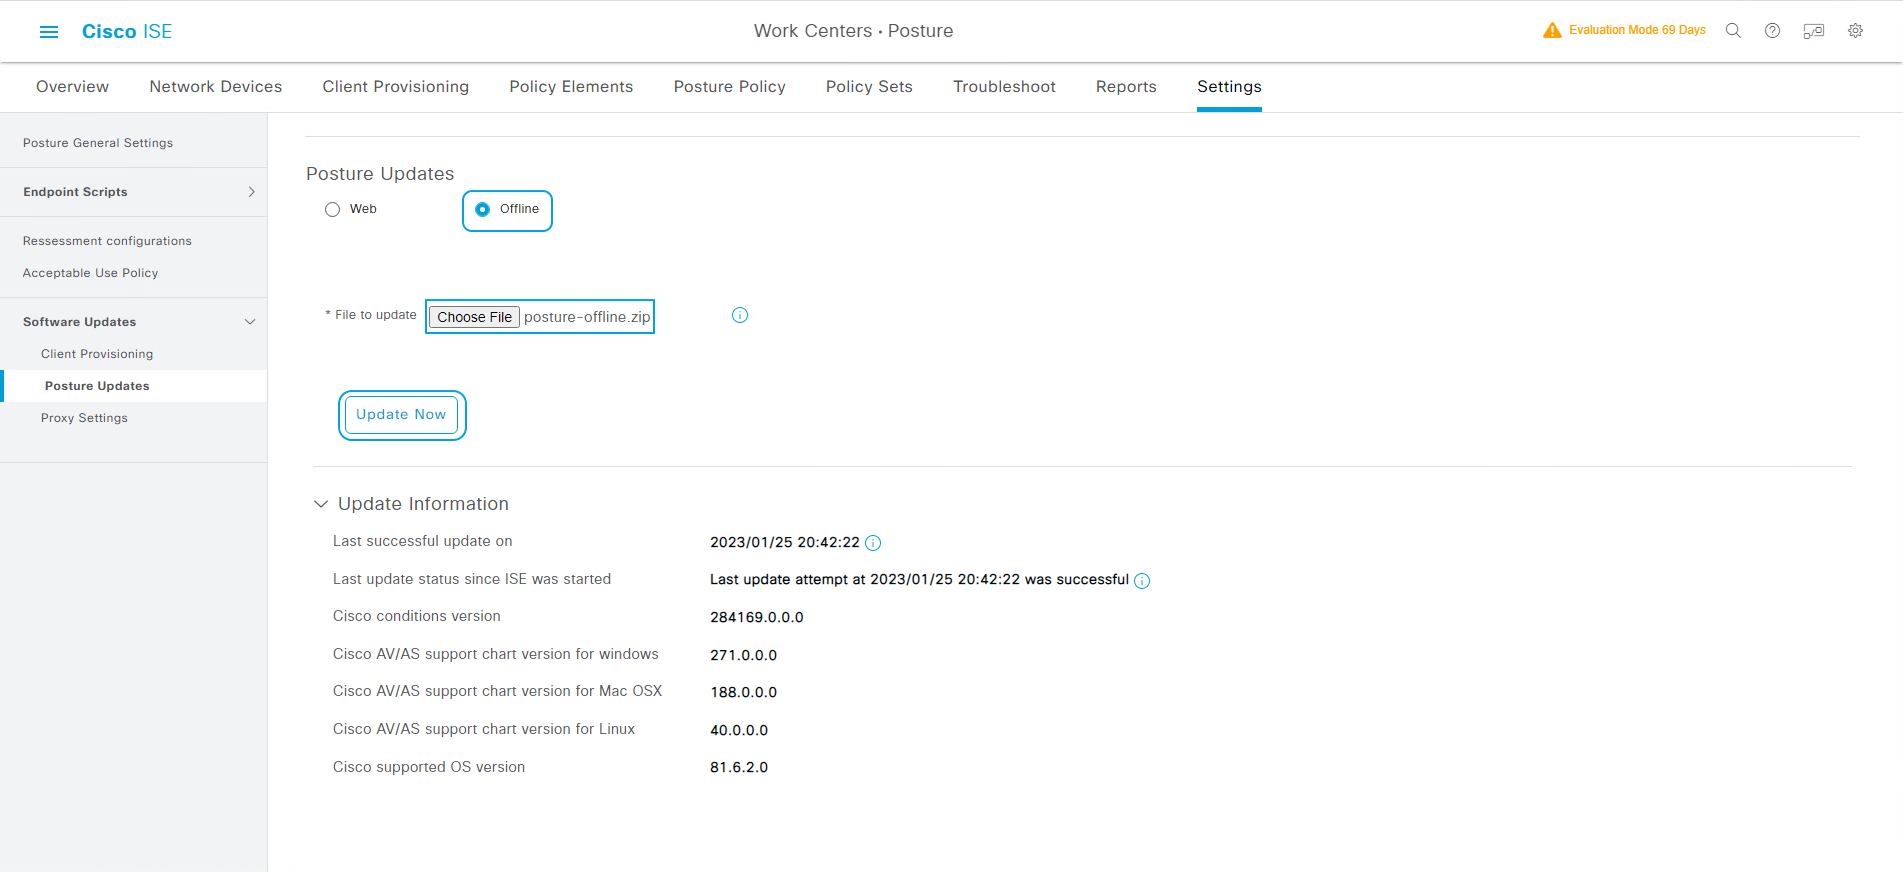 Cisco ISE
Work Centers • Posture
Evaluation Mode 69 Days
Overview
Network Devices
Client Provisioning
Policy Elements
Posture Policy
Policy Sets
Troubleshoot
Reports
Settings
Posture General Settings
Endpoint Scripts
Ressessment configurations
Acceptable Use Policy
Software Updates
Client Provisioning
Posture Updates
Proxy Settings
Posture Updates
Web
Offline
* File to update
Choose File posture-offline.zip
Update Now
Update Information
Last successful update on 2023/01/25 20:42:22
Last update status since ISE was started Last update attempt at 2023/01/25 20:42:22 was successful
Cisco conditions version 284169.0.0.0
Cisco AV/AS support chart version for windows 271.0.0.0
Cisco AV/AS support chart version for Mac OSX 188.0.0.0
Cisco AV/AS support chart version for Linux 40.0.0.0
Cisco supported OS version 81.6.2.0